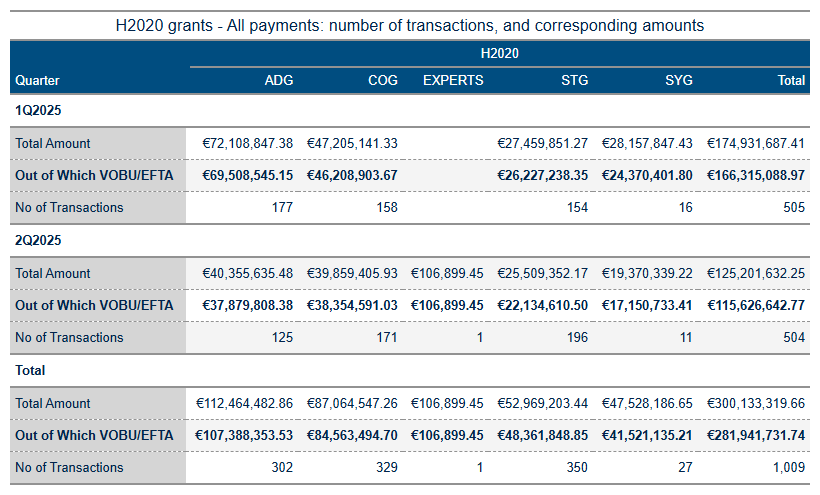 H2020 grants - All payments: number of transactions, and corresponding amounts
H2020
Quarter ADG COG EXPERTS STG SYG Total
1Q2025
Total Amount €72,108,847.38 €47,205,141.33 €27,459,851.27 €28,157,847.43 €174,931,687.41
Out of Which VOBU/EFTA €69,508,545.15 €46,208,903.67 €26,227,238.35 €24,370,401.80 €166,315,088.97
No of Transactions 177 158 154 16 505
2Q2025
Total Amount €40,355,635.48 €39,859,405.93 €106,899.45 €25,509,352.17 €19,370,339.22 €125,201,632.25
Out of Which VOBU/EFTA €37,879,808.38 €38,354,591.03 €106,899.45 €22,134,610.50 €17,150,733.41 €115,626,642.77
No of Transactions 125 171 1 196 11 504
Total
Total Amount €112,464,482.86 €87,064,547.26 €106,899.45 €52,969,203.44 €47,528,186.65 €300,133,319.66
Out of Which VOBU/EFTA €107,388,353.53 €84,563,494.70 €106,899.45 €48,361,848.85 €41,521,135.21 €281,941,731.74
No of Transactions 302 329 1 350 27 1,009